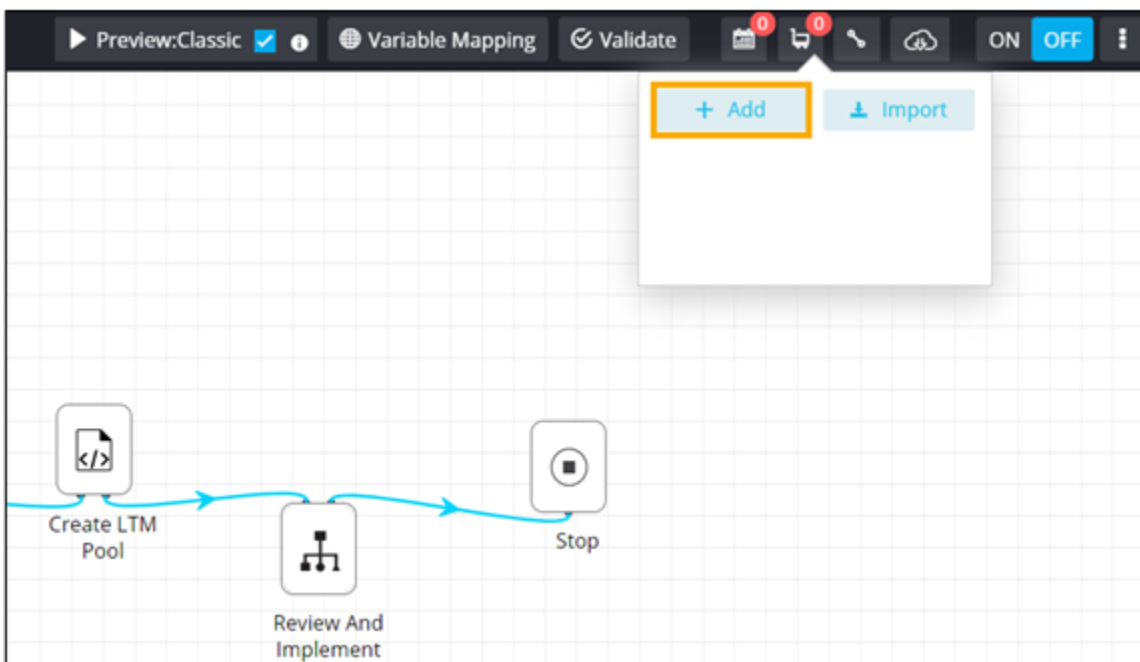 Preview:Classic Variable Mapping Validate 0 0 ON OFF
+ Add Import
</>
Create LTM
Pool
Stop
Review And
Implement